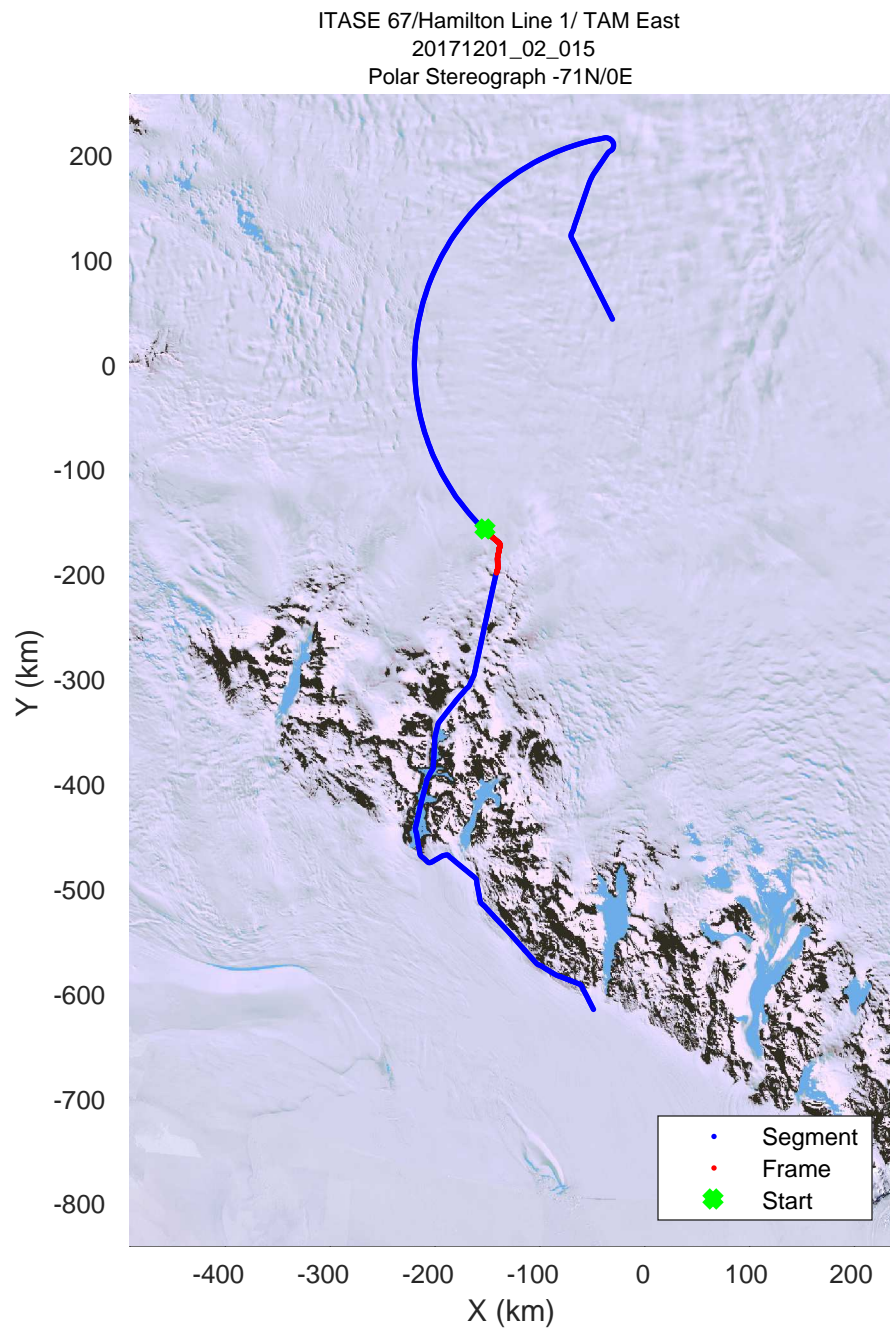 ITASE 67/Hamilton Line 1/ TAM East
20171201_02_015
Polar Stereograph -71N/0E
200
100
0
-100
-200
-300
-400
-500
-600
-700
-800
Y (km)
Segment
Frame
Start
-400 -300 -200 -100 0 100 200
X (km)